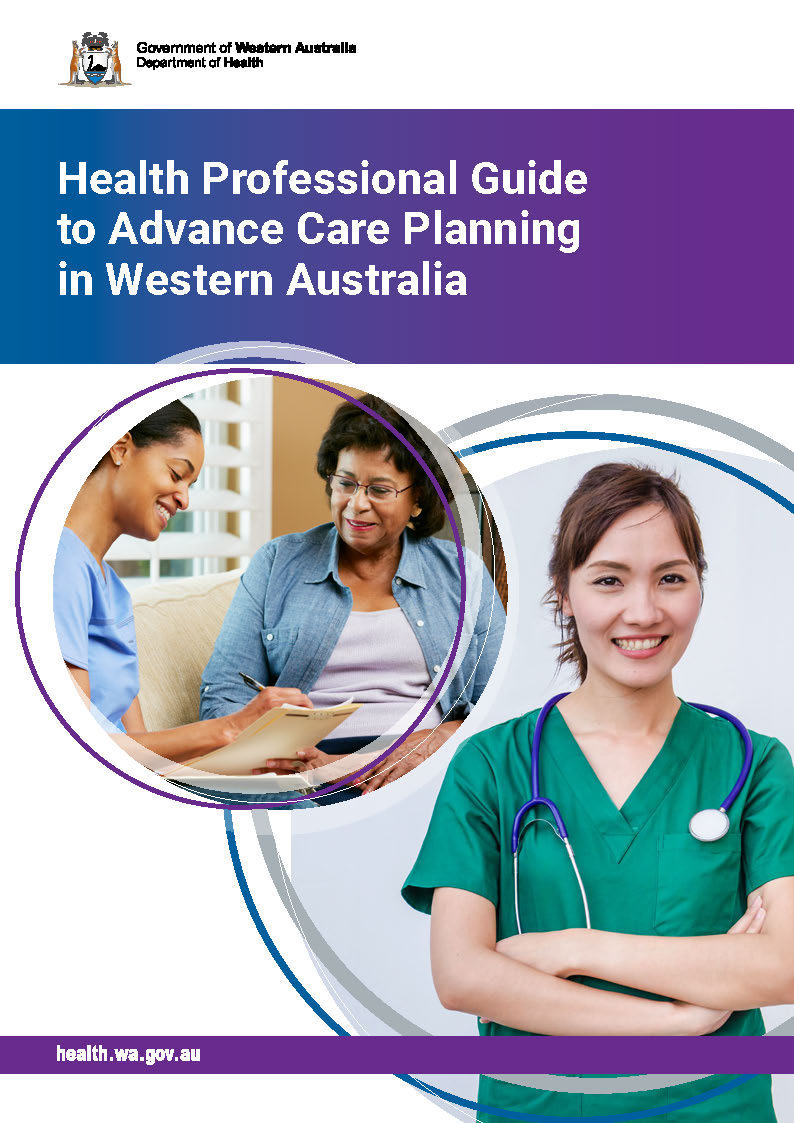 Government of Western Australia
Department of Health
Health Professional Guide
to Advance Care Planning
in Western Australia
health.wa.gov.au